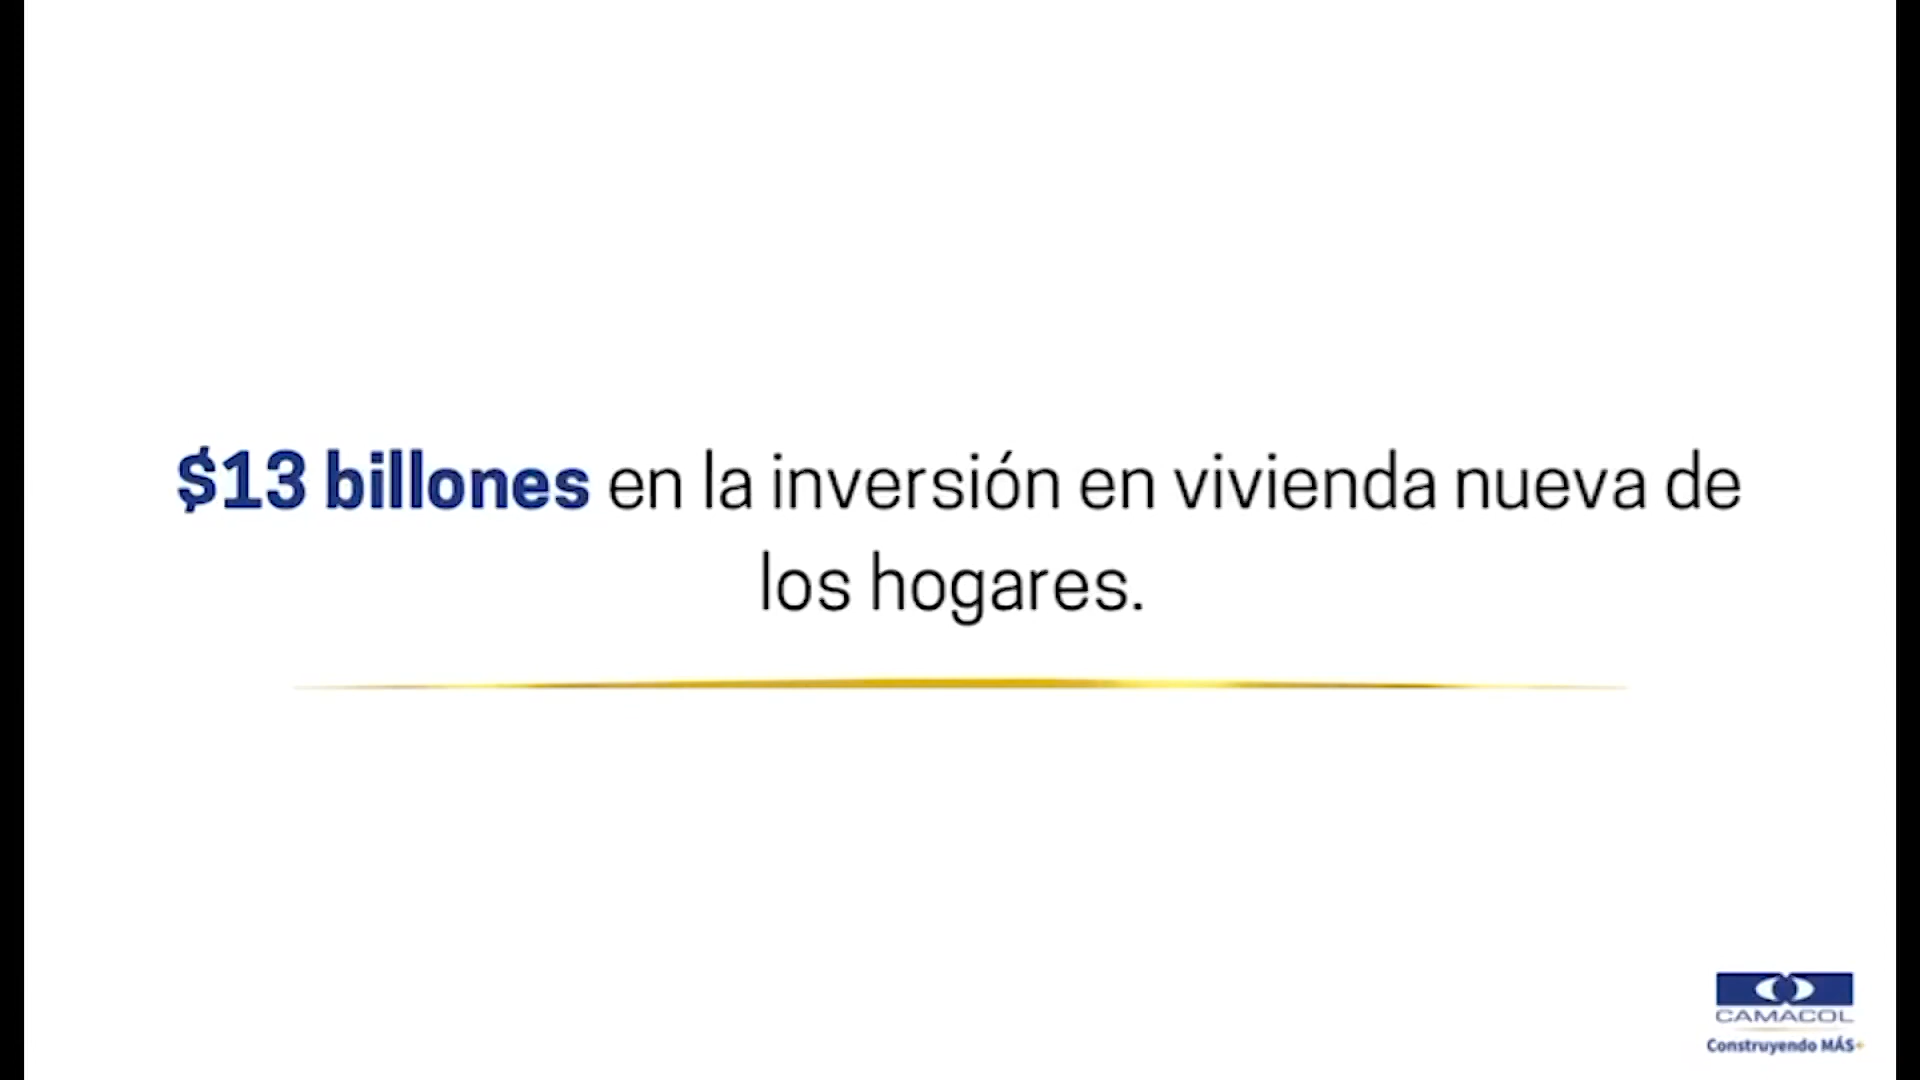 $13 billones en la inversión en vivienda nueva de
los hogares.
CAMACOL
Construyendo MÁS+